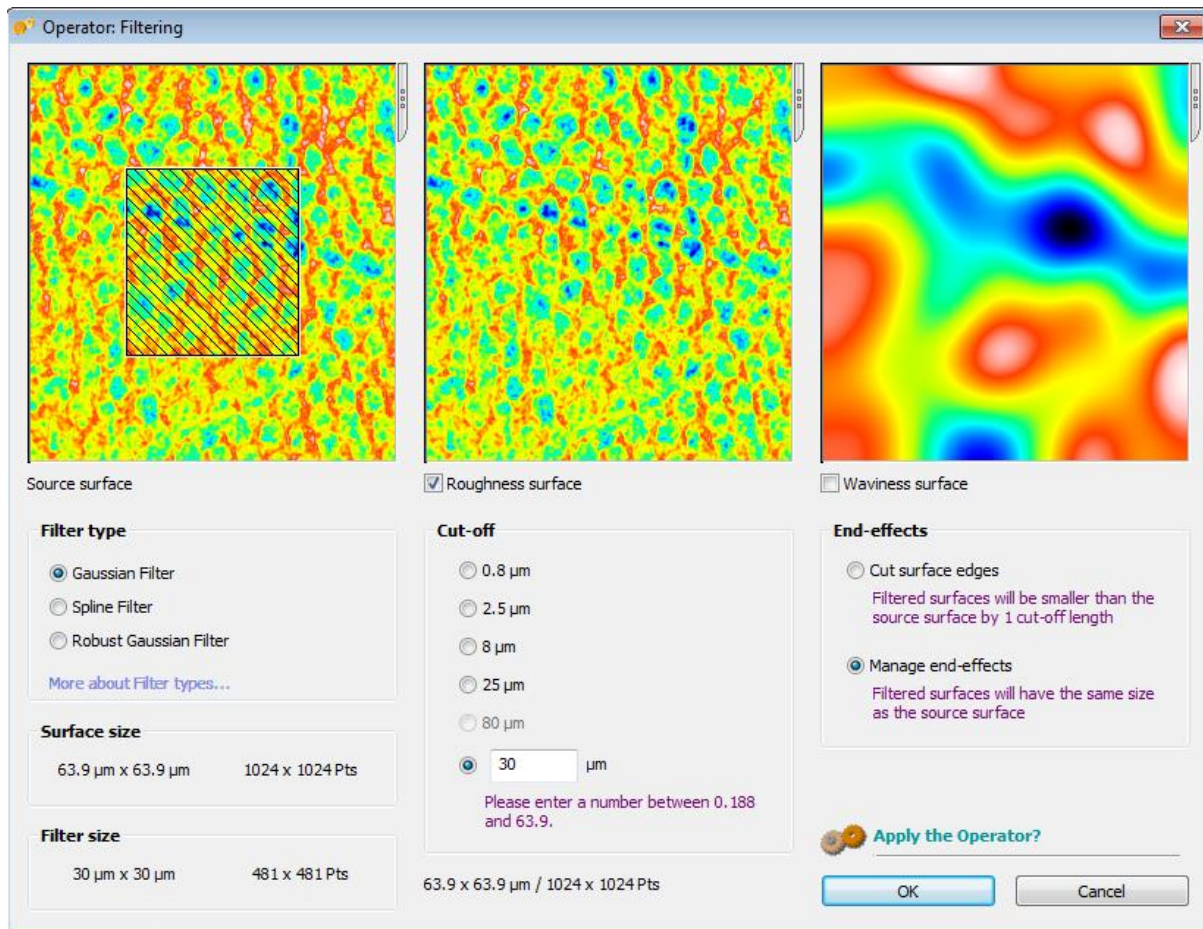 Operator: Filtering
Source surface
Roughness surface
Waviness surface
Filter type
Gaussian Filter
Spline Filter
Robust Gaussian Filter
More about Filter types...
Surface size
63.9 µm x 63.9 µm 1024 x 1024 Pts
Filter size
30 µm x 30 µm 481 x 481 Pts
Cut-off
0.8 µm
2.5 µm
8 µm
25 µm
80 µm
30 µm
Please enter a number between 0.188
and 63.9.
63.9 x 63.9 µm / 1024 x 1024 Pts
End-effects
Cut surface edges
Filtered surfaces will be smaller than the
source surface by 1 cut-off length
Manage end-effects
Filtered surfaces will have the same size
as the source surface
Apply the Operator?
OK
Cancel